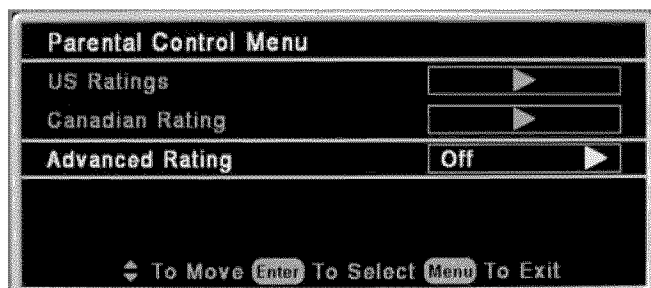 Parental Control Menu
US Ratings
Canadian Rating
Advanced Rating Off
To Move Enter To Select Menu To Exit